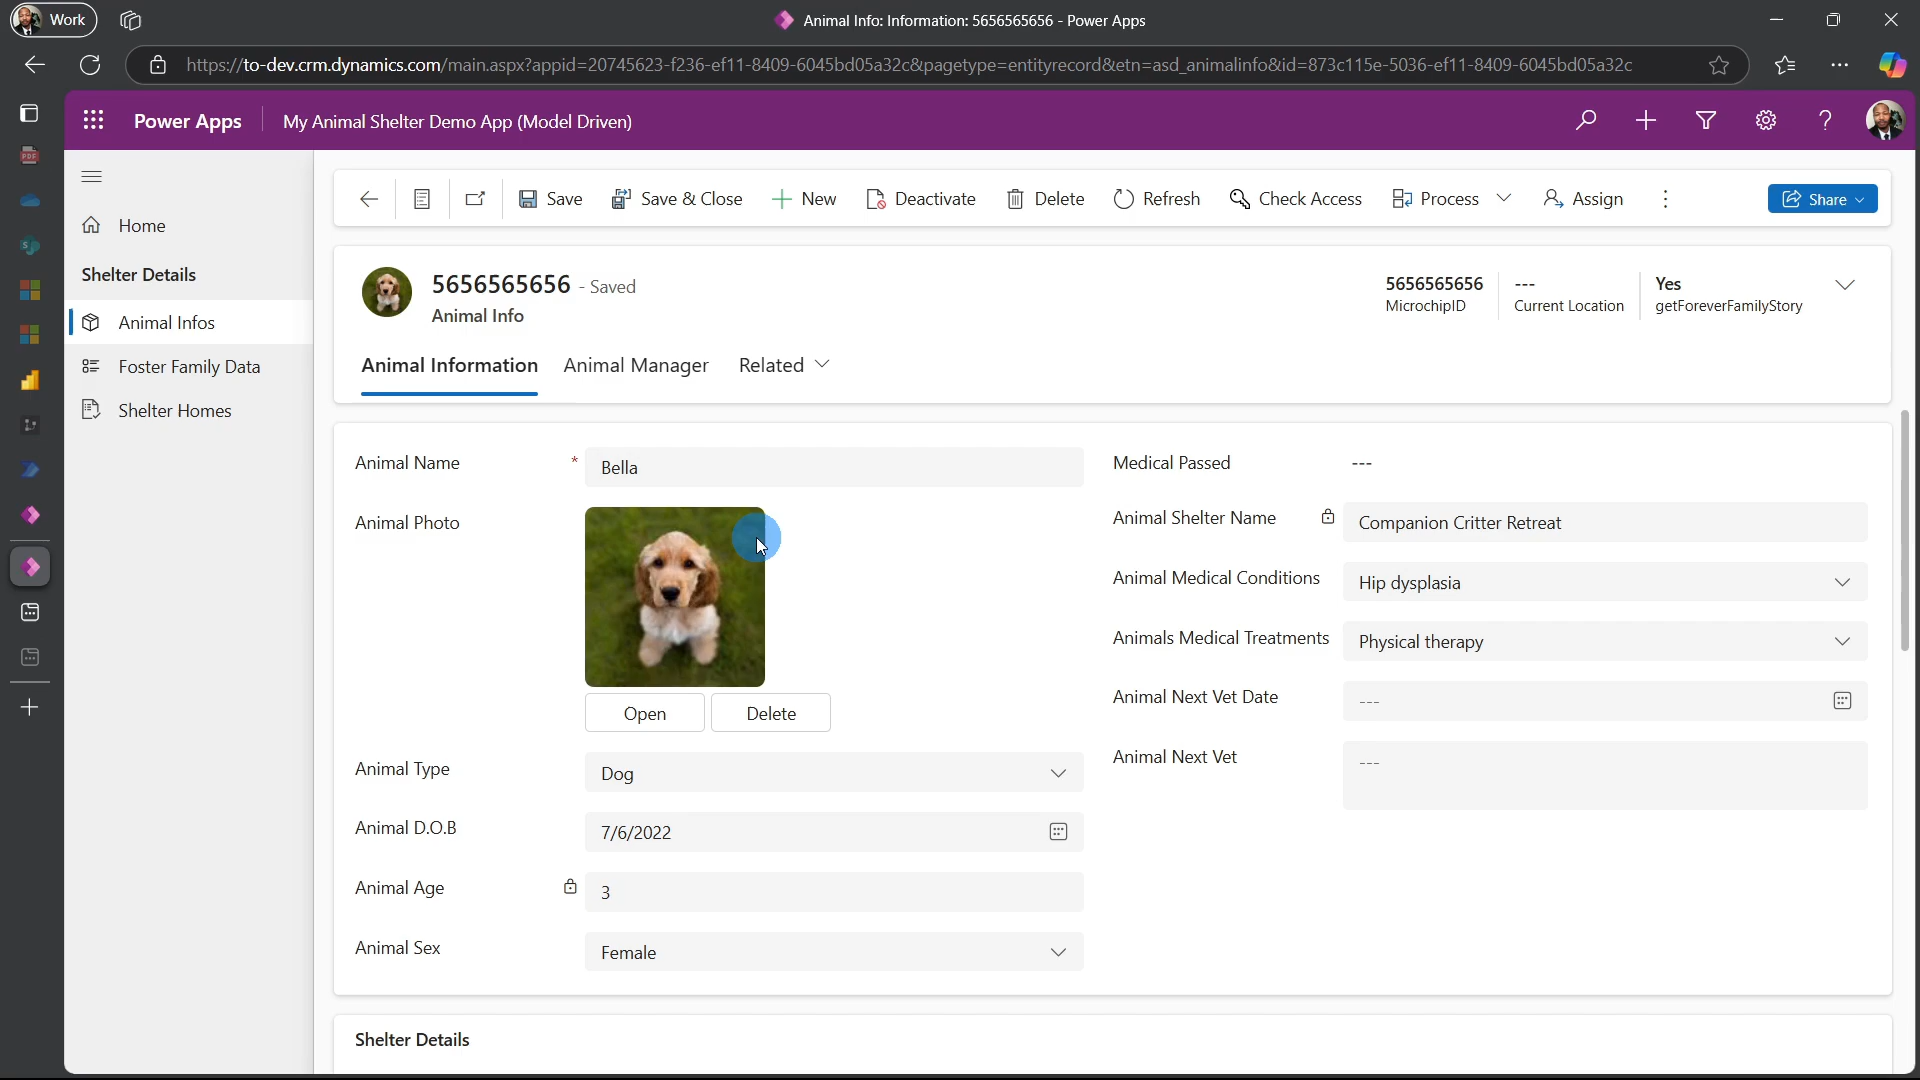 Work
Animal Info: Information: 5656565656 - Power Apps
https://to-dev.crm.dynamics.com/main.aspx?appid=20745623-f236-ef11-8409-6045bd05a32c&pagetype=entityrecord&etn=asd_animalinfo&id=873c115e-5036-ef11-8409-6045bd05a32c
Power Apps
My Animal Shelter Demo App (Model Driven)
Save
Save & Close
New
Deactivate
Delete
Refresh
Check Access
Process
Assign
Share
Home
Shelter Details
Animal Infos
Foster Family Data
Shelter Homes
5656565656 - Saved
Animal Info
5656565656
MicrochipID
---
Current Location
Yes
getForeverFamilyStory
Animal Information
Animal Manager
Related
Animal Name
*
Bella
Animal Photo
Open
Delete
Animal Type
Dog
Animal D.O.B
7/6/2022
Animal Age
3
Animal Sex
Female
Medical Passed
---
Animal Shelter Name
Companion Critter Retreat
Animal Medical Conditions
Hip dysplasia
Animals Medical Treatments
Physical therapy
Animal Next Vet Date
---
Animal Next Vet
---
Shelter Details